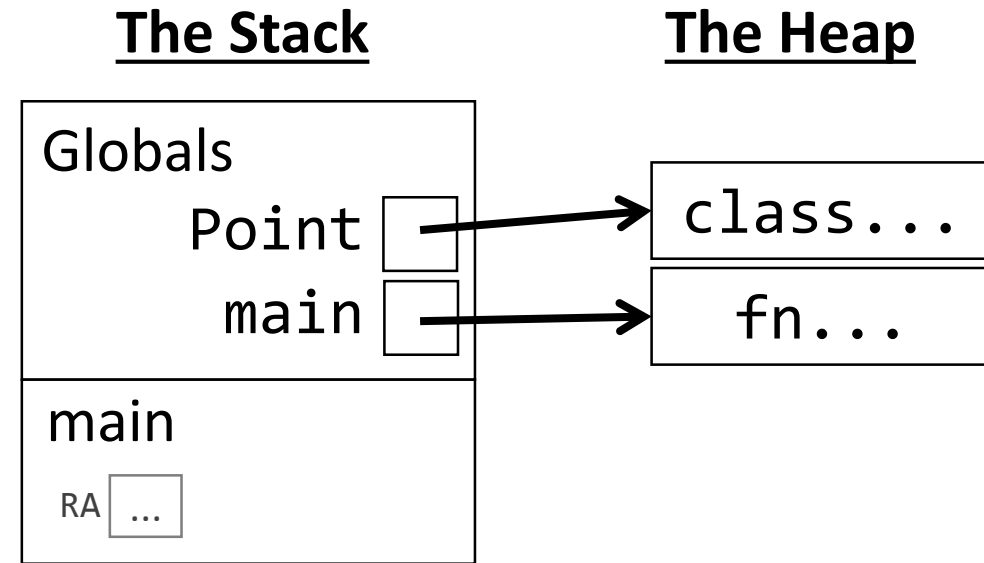 The Stack
The Heap
Globals
Point
class...
main
fn...
main
RA ...